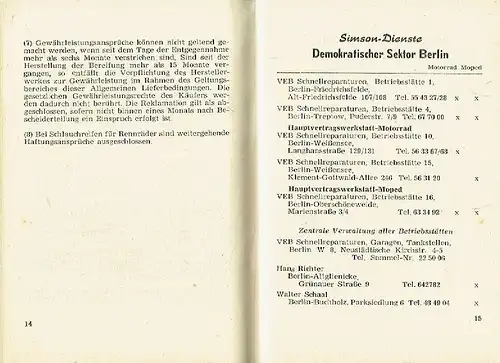 (7) Gewährleistungsansprüche können nicht geltend ge-
macht werden, wenn seit dem Tage der Entgegennahme
mehr als sechs Monate verstrichen sind. Sind seit der
Herstellung der Bereifung mehr als 15 Monate ver-
gangen, so entfällt die Verpflichtung des Hersteller-
werkes zur Gewährleistung im Rahmen des Geltungs-
bereiches dieser Allgemeinen Lieferbedingungen. Die
gesetzlichen Gewährleistungsrechte des Käufers wer-
den dadurch nicht berührt. Die Reklamation gilt als ab-
geschlossen, sofern nicht binnen eines Monats nach Be-
scheiderteilung ein Einspruch erfolgt ist.
(8) Bei Schlauchreifen für Rennräder sind weitergehende
Haftungsansprüche ausgeschlossen.
14
Simson-Dienste
Demokratischer Sektor Berlin
Motorrad Moped
VEB Schnellreparaturen, Betriebsstätte 1,
Berlin-Friedrichsfelde,
Alt-Friedrichsfelde 107/108 Tel. 55 43 27/28 x x
VEB Schnellreparaturen, Betriebsstätte 4,
Berlin-Treptow, Puderstr. 7/9 Tel. 67 70 00 x x
Hauptvertragswerkstatt-Motorrad
VEB Schnellreparaturen, Betriebsstätte 10,
Berlin-Weißensee,
Langhansstraße 129/131 Tel. 56 33 67/68 x
VEB Schnellreparaturen, Betriebsstätte 15,
Berlin-Weißensee,
Klement-Gottwald-Allee 246 Tel. 56 31 20 x
Hauptvertragswerkstatt-Moped
VEB Schnellreparaturen, Betriebsstätte 16,
Berlin-Oberschöneweide,
Marienstraße 3/4 Tel. 63 34 92 x x
Zentrale Verwaltung aller Betriebsstätten
VEB Schnellreparaturen, Garagen, Tankstellen,
Berlin W 8, Neustädtische Kirchstr. 4-5
Tel. Sammel-Nr. 22 50 06
Hans Richter
Berlin-Altglienicke,
Grünauer Straße 9 Tel. 642782 x
Walter Schaal
Berlin-Buchholz, Parksiedlung 6 Tel. 48 49 04 x
15